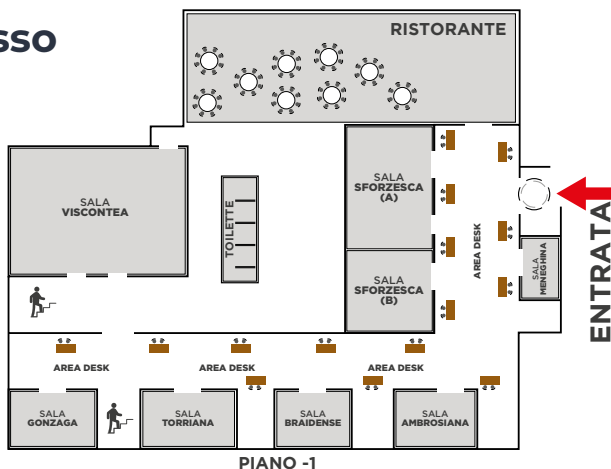 SSO
RISTORANTE
SALA
VISCONTEA
TOILETTE
SALA
SFORZESCA
(A)
SALA
SFORZESCA
(B)
AREA DESK
SALA
MENEGHINA
ENTRATA
AREA DESK
AREA DESK
AREA DESK
SALA
GONZAGA
SALA
TORRIANA
SALA
BRAIDENSE
SALA
AMBROSIANA
PIANO -1